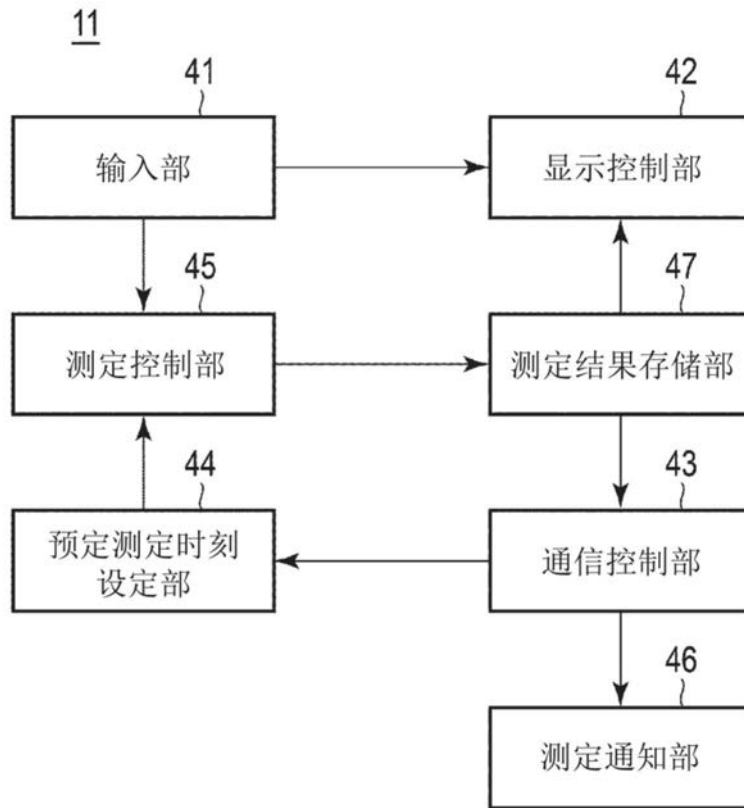 11
41
42
输入部
显示控制部
45
47
测定控制部
测定结果存储部
44
43
预定测定时刻
设定部
通信控制部
46
测定通知部